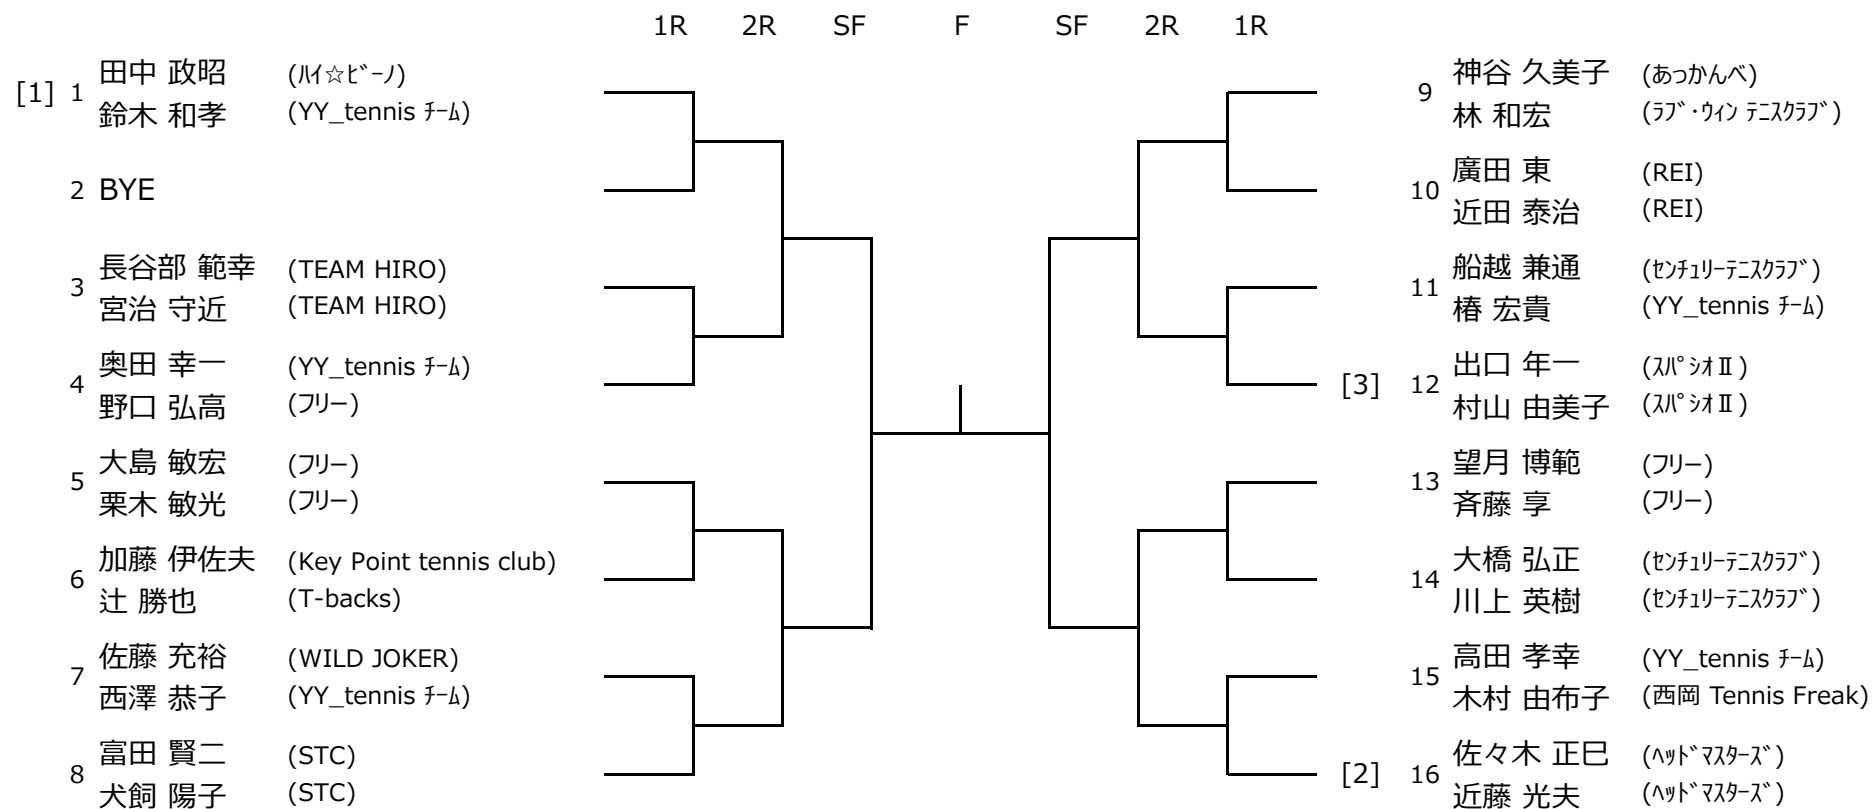 1R 2R SF F SF 2R 1R
[1] 1 田中 政昭 (ﾊｲ☆ﾋﾞｰﾉ)
鈴木 和孝 (YY_tennis ﾁｰﾑ)
2 BYE
3 長谷部 範幸 (TEAM HIRO)
宮治 守近 (TEAM HIRO)
4 奥田 幸一 (YY_tennis ﾁｰﾑ)
野口 弘高 (フリー)
5 大島 敏宏 (フリー)
栗木 敏光 (フリー)
6 加藤 伊佐夫 (Key Point tennis club)
辻 勝也 (T-backs)
7 佐藤 充裕 (WILD JOKER)
西澤 恭子 (YY_tennis ﾁｰﾑ)
8 富田 賢二 (STC)
犬飼 陽子 (STC)
9 神谷 久美子 (あっかんべ)
林 和宏 (ﾗﾌﾞ・ｳｨﾝ ﾃﾆｽｸﾗﾌﾞ)
10 廣田 東 (REI)
近田 泰治 (REI)
11 船越 兼通 (ｾﾝﾁｭﾘｰﾃﾆｽｸﾗﾌﾞ)
椿 宏貴 (YY_tennis ﾁｰﾑ)
[3] 12 出口 年一 (ｽﾊﾟｼｵⅡ)
村山 由美子 (ｽﾊﾟｼｵⅡ)
13 望月 博範 (フリー)
斉藤 享 (フリー)
14 大橋 弘正 (ｾﾝﾁｭﾘｰﾃﾆｽｸﾗﾌﾞ)
川上 英樹 (ｾﾝﾁｭﾘｰﾃﾆｽｸﾗﾌﾞ)
15 高田 孝幸 (YY_tennis ﾁｰﾑ)
木村 由布子 (西岡 Tennis Freak)
[2] 16 佐々木 正巳 (ﾍｯﾄﾞﾏｽﾀｰｽﾞ)
近藤 光夫 (ﾍｯﾄﾞﾏｽﾀｰｽﾞ)